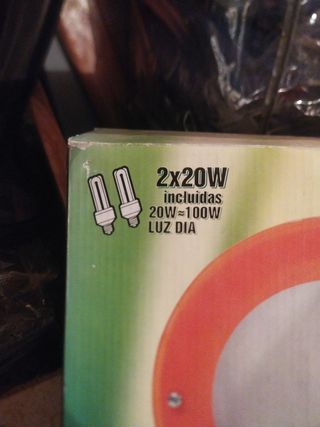 2x20W
incluidas
20W≈100W
LUZ DIA